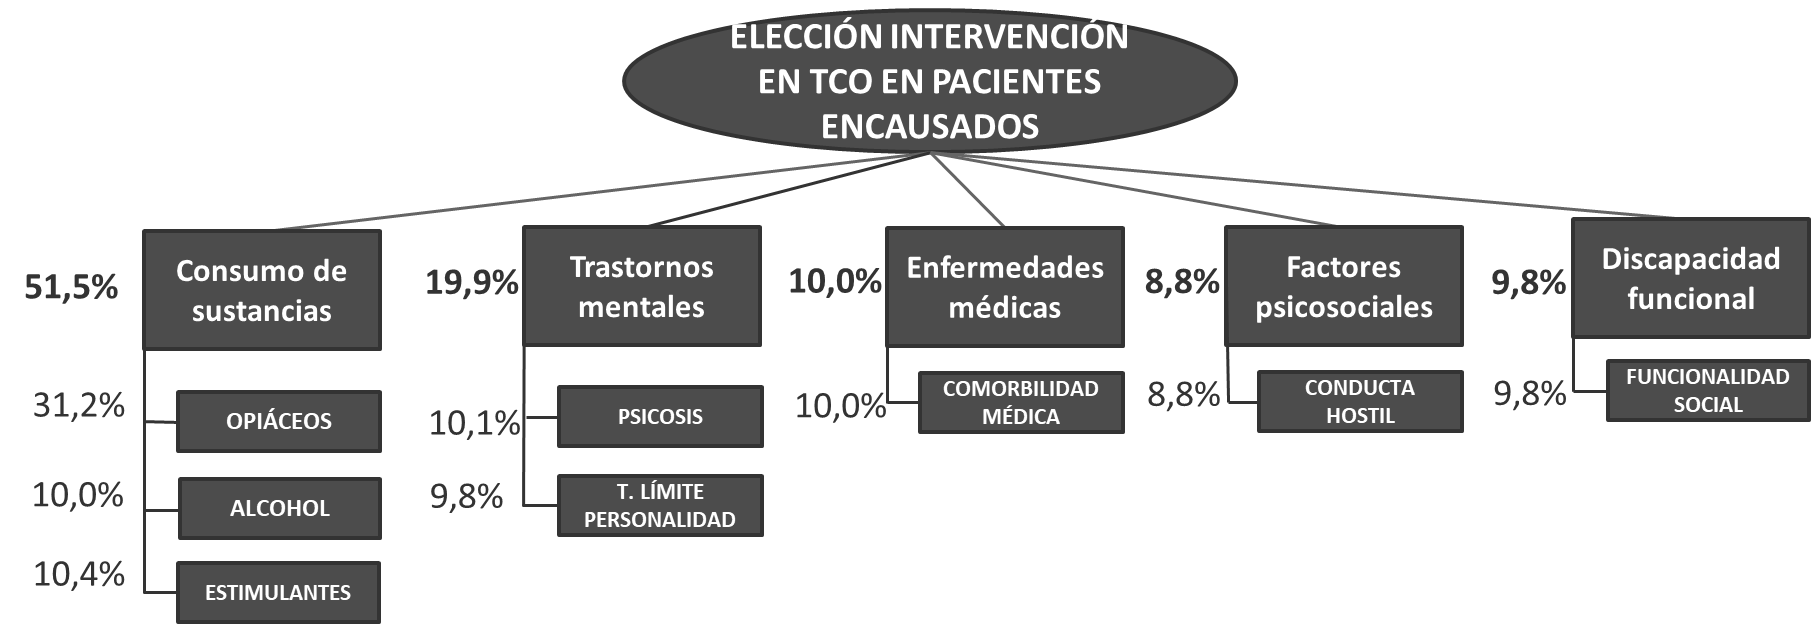 ELECCIÓN INTERVENCIÓN
EN TCO EN PACIENTES
ENCAUSADOS
51,5%
Consumo de
sustancias
31,2%
OPIÁCEOS
10,0%
ALCOHOL
10,4%
ESTIMULANTES
19,9%
Trastornos
mentales
10,1%
PSICOSIS
9,8%
T. LÍMITE
PERSONALIDAD
10,0%
Enfermedades
médicas
10,0%
COMORBILIDAD
MÉDICA
8,8%
Factores
psicosociales
8,8%
CONDUCTA
HOSTIL
9,8%
Discapacidad
funcional
9,8%
FUNCIONALIDAD
SOCIAL